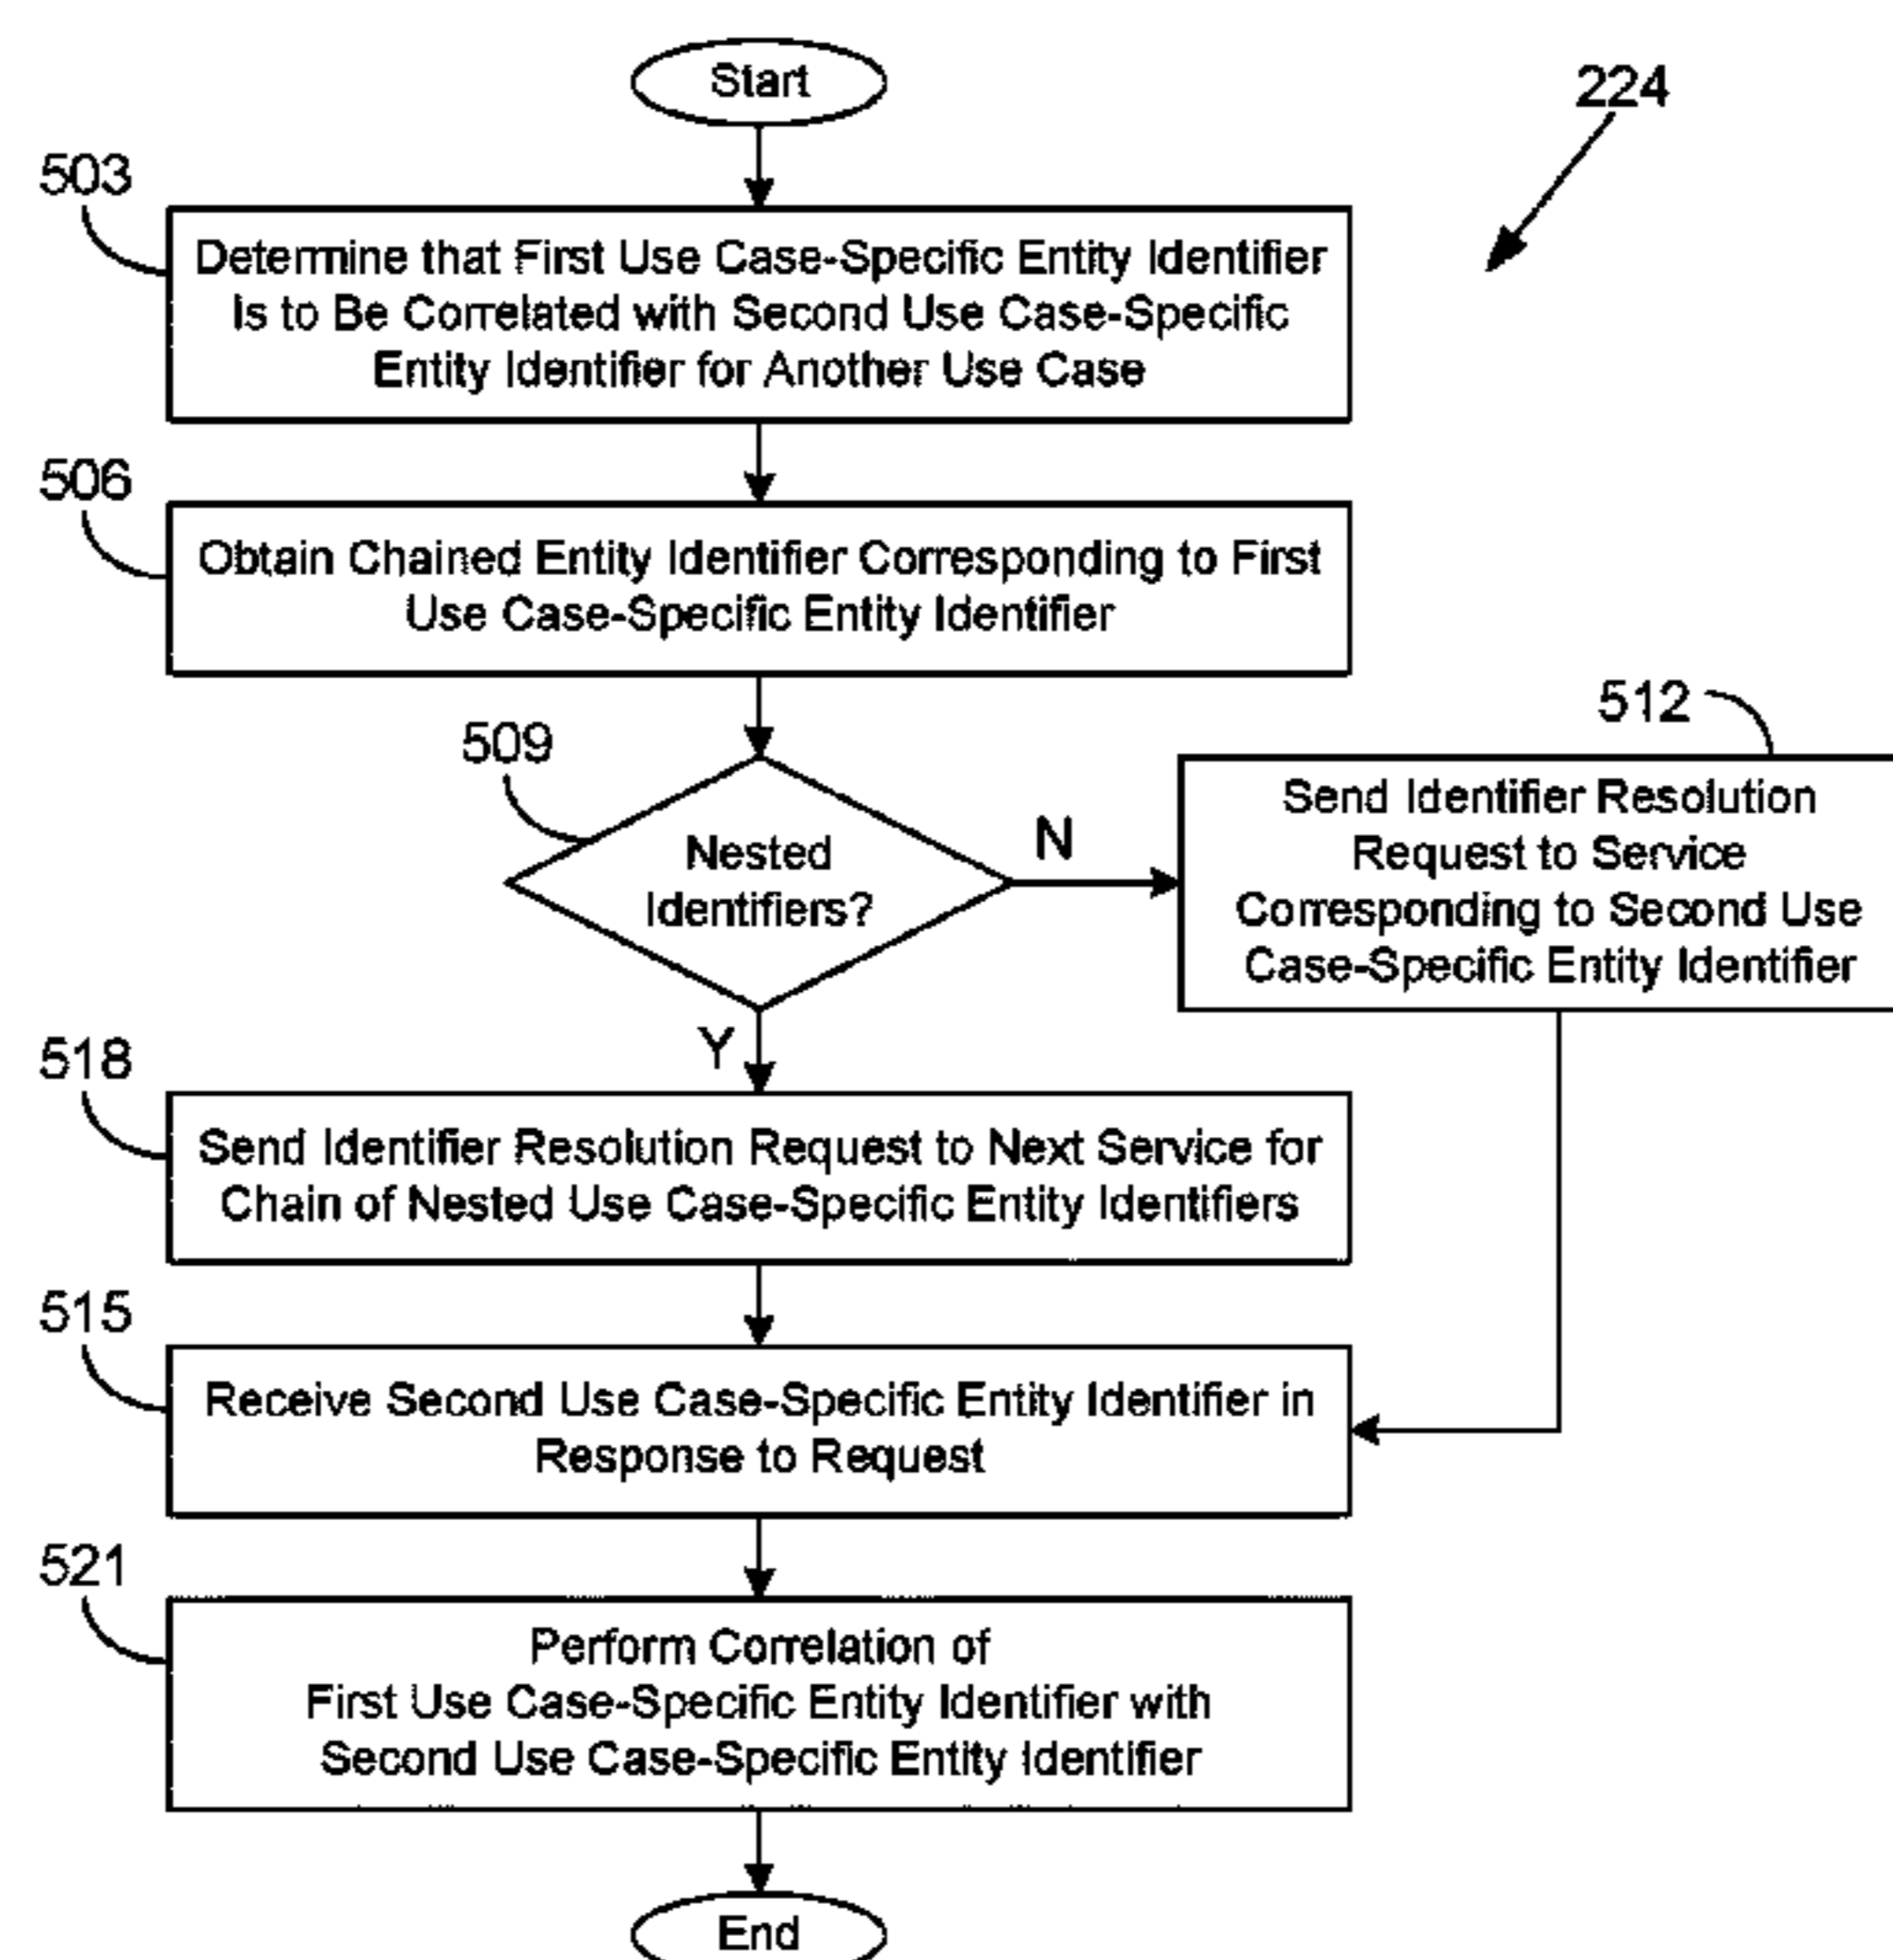 Start
224
503
Determine that First Use Case-Specific Entity Identifier
Is to Be Correlated with Second Use Case-Specific
Entity Identifier for Another Use Case
506
Obtain Chained Entity Identifier Corresponding to First
Use Case-Specific Entity Identifier
509
Nested
Identifiers?
N
512
Send Identifier Resolution
Request to Service
Corresponding to Second Use
Case-Specific Entity Identifier
Y
518
Send Identifier Resolution Request to Next Service for
Chain of Nested Use Case-Specific Entity Identifiers
515
Receive Second Use Case-Specific Entity Identifier in
Response to Request
521
Perform Correlation of
First Use Case-Specific Entity Identifier with
Second Use Case-Specific Entity Identifier
End